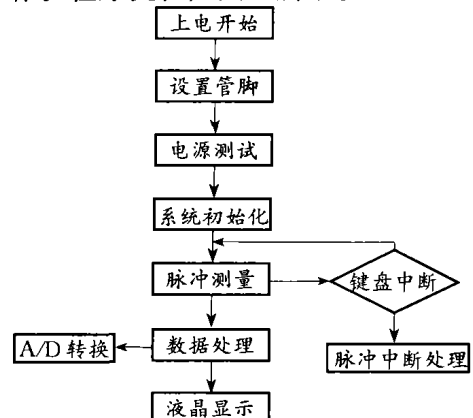 上电开始
设置管脚
电源测试
系统初始化
脉冲测量
键盘中断
A/D转换
数据处理
脉冲中断处理
液晶显示